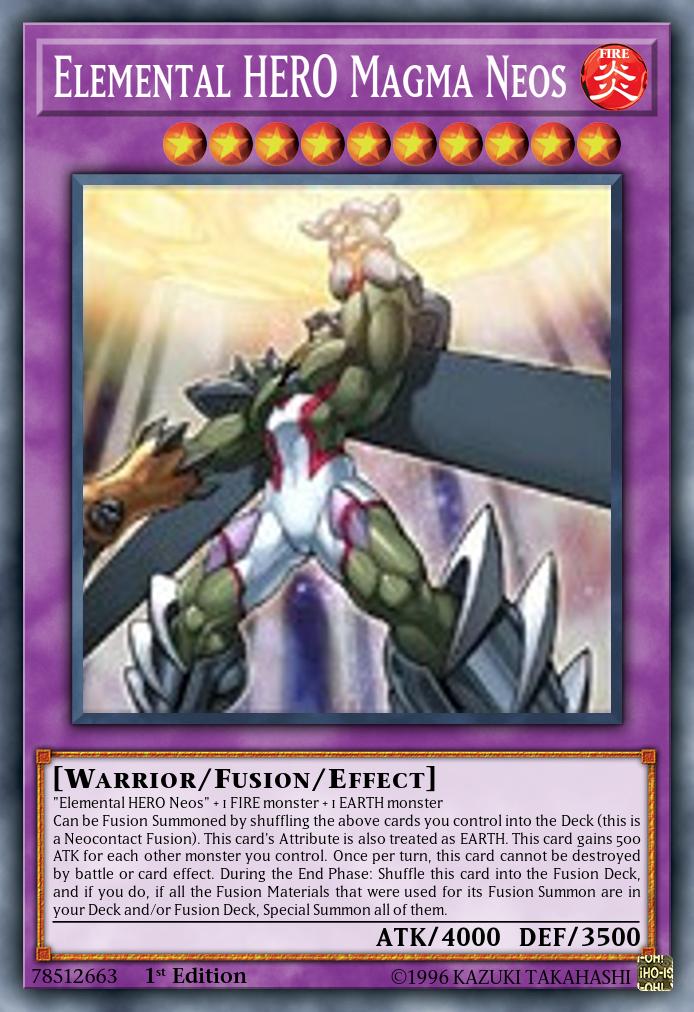 Elemental HERO Magma Neos
FIRE
炎
[Warrior/Fusion/Effect]
"Elemental HERO Neos" + 1 FIRE monster + 1 EARTH monster
Can be Fusion Summoned by shuffling the above cards you control into the Deck (this is
a Neocontact Fusion). This card's Attribute is also treated as EARTH. This card gains 500
ATK for each other monster you control. Once per turn, this card cannot be destroyed
by battle or card effect. During the End Phase: Shuffle this card into the Fusion Deck,
and if you do, if all the Fusion Materials that were used for its Fusion Summon are in
your Deck and/or Fusion Deck, Special Summon all of them.
ATK/4000 DEF/3500
78512663 1st Edition ©1996 KAZUKI TAKAHASHI